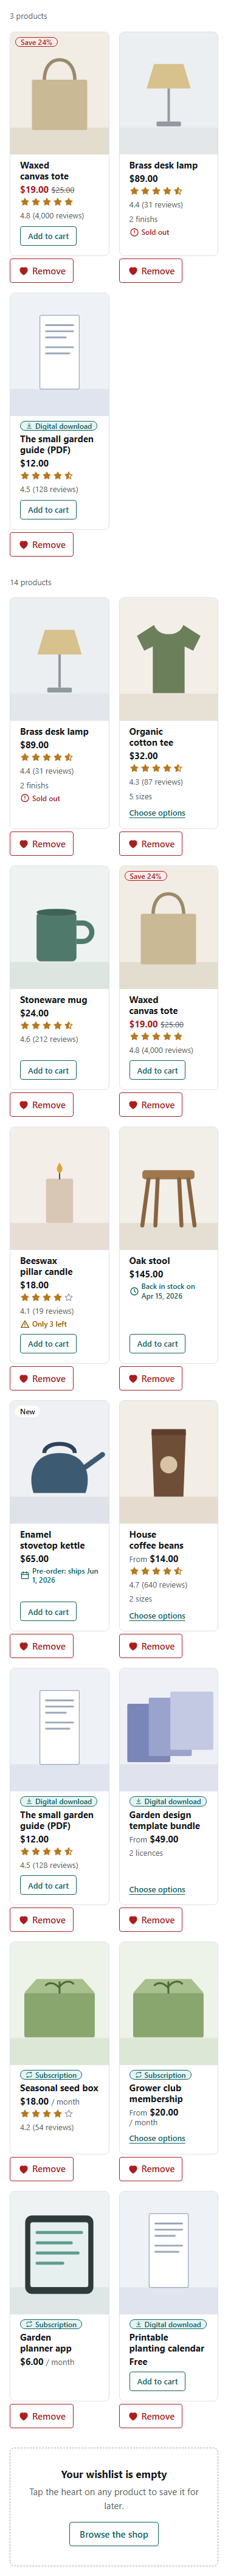 3 products
Save 24%
Waxed
canvas tote
$19.00 $25.00
4.8 (4,000 reviews)
Add to cart
Remove
Brass desk lamp
$89.00
4.4 (31 reviews)
2 finishs
Sold out
Remove
Digital download
The small garden
guide (PDF)
$12.00
4.5 (128 reviews)
Add to cart
Remove
14 products
Brass desk lamp
$89.00
4.4 (31 reviews)
2 finishs
Sold out
Remove
Organic
cotton tee
$32.00
4.3 (87 reviews)
5 sizes
Choose options
Remove
Stoneware mug
$24.00
4.6 (212 reviews)
Add to cart
Remove
Save 24%
Waxed
canvas tote
$19.00 $25.00
4.8 (4,000 reviews)
Add to cart
Remove
Beeswax
pillar candle
$18.00
4.1 (19 reviews)
Only 3 left
Add to cart
Remove
Oak stool
$145.00
Back in stock on
Apr 15, 2026
Add to cart
Remove
New
Enamel
stovetop kettle
$65.00
Pre-order: ships Jun
1, 2026
Add to cart
Remove
House
coffee beans
From $14.00
4.7 (640 reviews)
2 sizes
Choose options
Remove
Digital download
The small garden
guide (PDF)
$12.00
4.5 (128 reviews)
Add to cart
Remove
Digital download
Garden design
template bundle
From $49.00
2 licences
Choose options
Remove
Subscription
Seasonal seed box
$18.00 / month
4.2 (54 reviews)
Remove
Subscription
Grower club
membership
From $20.00
/ month
Choose options
Remove
Subscription
Garden
planner app
$6.00 / month
Remove
Digital download
Printable
planting calendar
Free
Add to cart
Remove
Your wishlist is empty
Tap the heart on any product to save it for
later.
Browse the shop